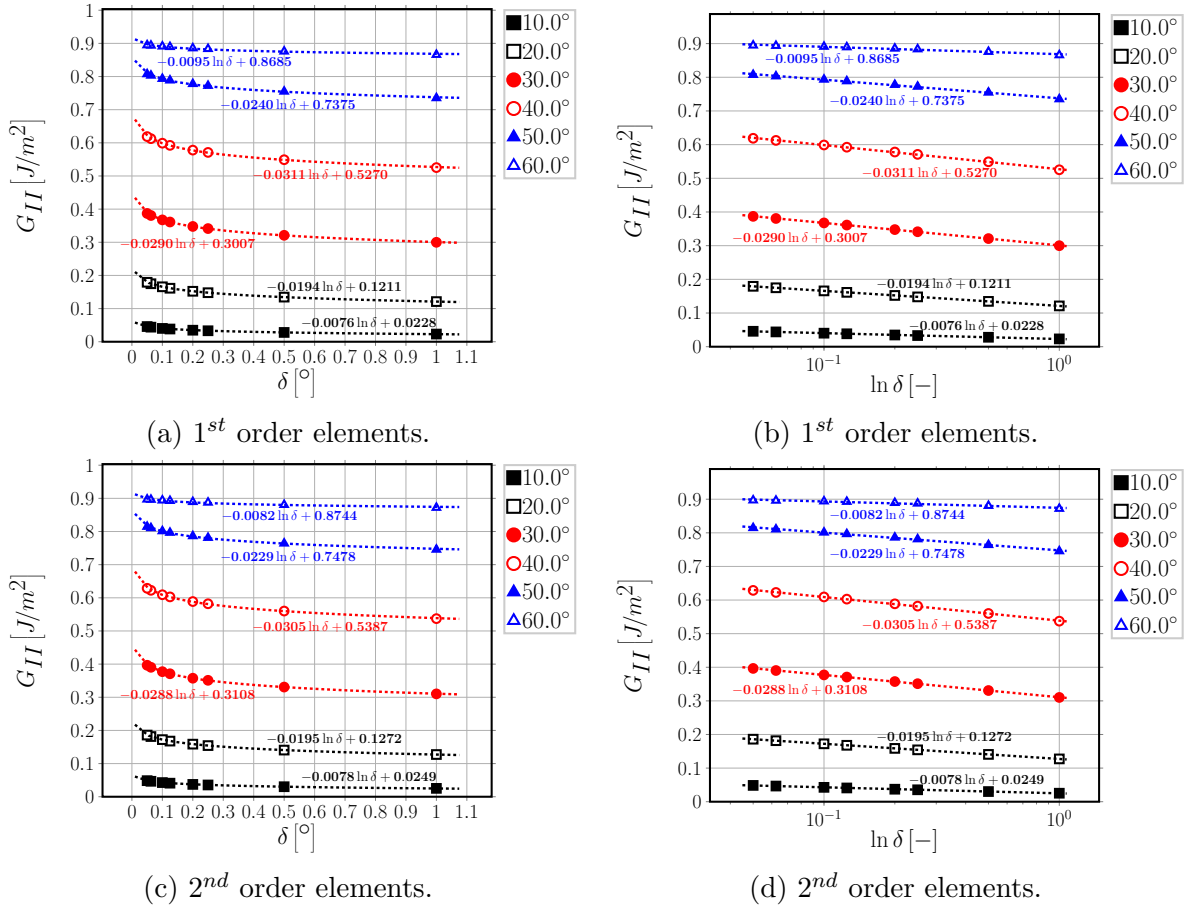 1
0.9
0.8
0.7
0.6
0.5
0.4
0.3
0.2
0.1
0
G_{II} [J/m^2]
−0.0095 ln δ + 0.8685
−0.0240 ln δ + 0.7375
−0.0311 ln δ + 0.5270
−0.0290 ln δ + 0.3007
−0.0194 ln δ + 0.1211
−0.0076 ln δ + 0.0228
0 0.1 0.2 0.3 0.4 0.5 0.6 0.7 0.8 0.9 1 1.1
δ [°]
10.0°
20.0°
30.0°
40.0°
50.0°
60.0°
(a) 1^{st} order elements.
0.9
0.8
0.7
0.6
0.5
0.4
0.3
0.2
0.1
0
G_{II} [J/m^2]
−0.0095 ln δ + 0.8685
−0.0240 ln δ + 0.7375
−0.0311 ln δ + 0.5270
−0.0290 ln δ + 0.3007
−0.0194 ln δ + 0.1211
−0.0076 ln δ + 0.0228
10^{−1} 10^0
ln δ [−]
10.0°
20.0°
30.0°
40.0°
50.0°
60.0°
(b) 1^{st} order elements.
1
0.9
0.8
0.7
0.6
0.5
0.4
0.3
0.2
0.1
0
G_{II} [J/m^2]
−0.0082 ln δ + 0.8744
−0.0229 ln δ + 0.7478
−0.0305 ln δ + 0.5387
−0.0288 ln δ + 0.3108
−0.0195 ln δ + 0.1272
−0.0078 ln δ + 0.0249
0 0.1 0.2 0.3 0.4 0.5 0.6 0.7 0.8 0.9 1 1.1
δ [°]
10.0°
20.0°
30.0°
40.0°
50.0°
60.0°
(c) 2^{nd} order elements.
0.9
0.8
0.7
0.6
0.5
0.4
0.3
0.2
0.1
0
G_{II} [J/m^2]
−0.0082 ln δ + 0.8744
−0.0229 ln δ + 0.7478
−0.0305 ln δ + 0.5387
−0.0288 ln δ + 0.3108
−0.0195 ln δ + 0.1272
−0.0078 ln δ + 0.0249
10^{−1} 10^0
ln δ [−]
10.0°
20.0°
30.0°
40.0°
50.0°
60.0°
(d) 2^{nd} order elements.